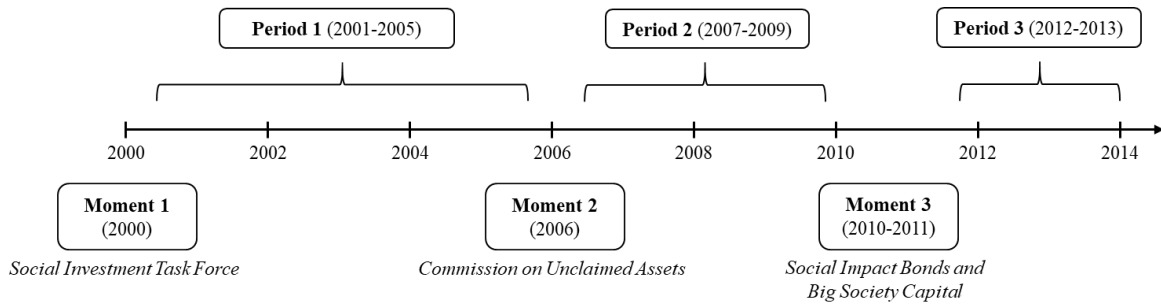 Period 1 (2001-2005)
Period 2 (2007-2009)
Period 3 (2012-2013)
2000
2002
2004
2006
2008
2010
2012
2014
Moment 1
(2000)
Social Investment Task Force
Moment 2
(2006)
Commission on Unclaimed Assets
Moment 3
(2010-2011)
Social Impact Bonds and
Big Society Capital